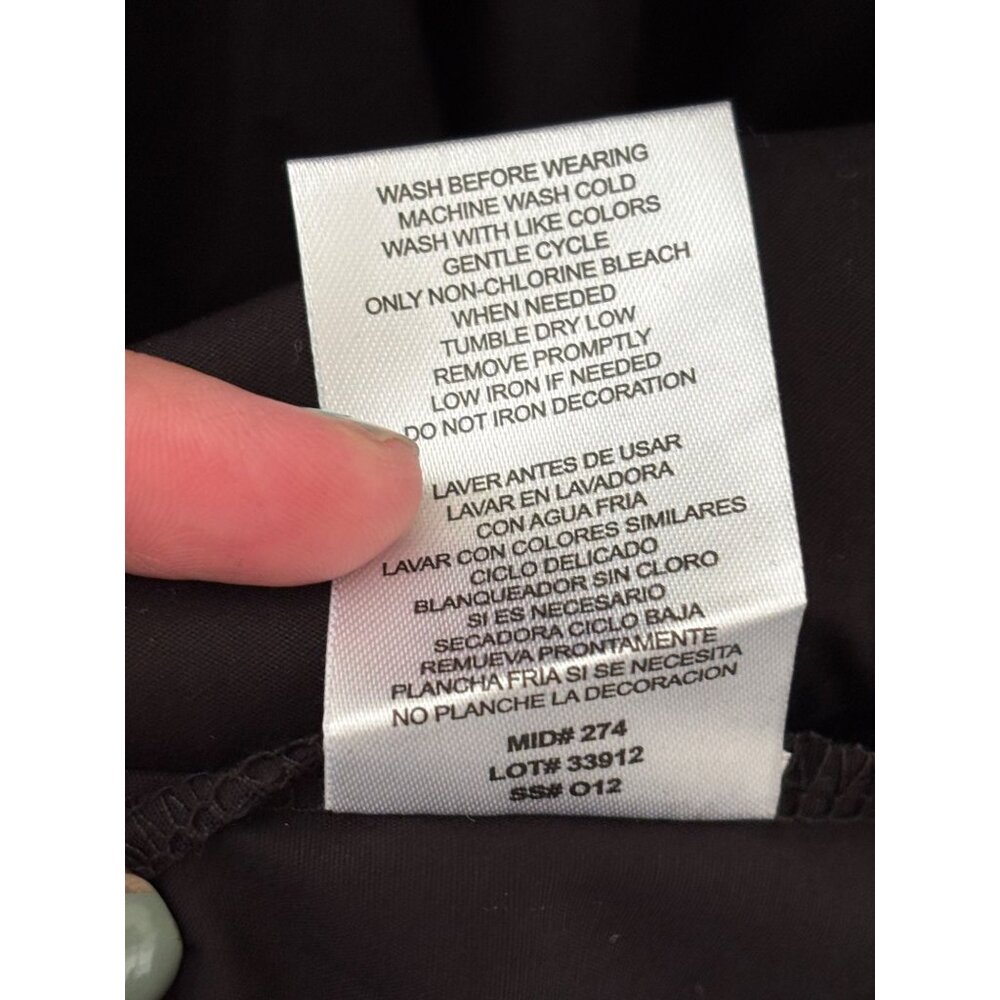 WASH BEFORE WEARING
MACHINE WASH COLD
WASH WITH LIKE COLORS
GENTLE CYCLE
ONLY NON-CHLORINE BLEACH
WHEN NEEDED
TUMBLE DRY LOW
REMOVE PROMPTLY
LOW IRON IF NEEDED
DO NOT IRON DECORATION
LAVER ANTES DE USAR
LAVAR EN LAVADORA
CON AGUA FRIA
LAVAR CON COLORES SIMILARES
CICLO DELICADO
BLANQUEADOR SIN CLORO
SI ES NECESARIO
SECADORA CICLO BAJA
REMUEVA PRONTAMENTE
PLANCHA FRIA SI SE NECESITA
NO PLANCHE LA DECORACION
MID# 274
LOT# 33912
SS# O12